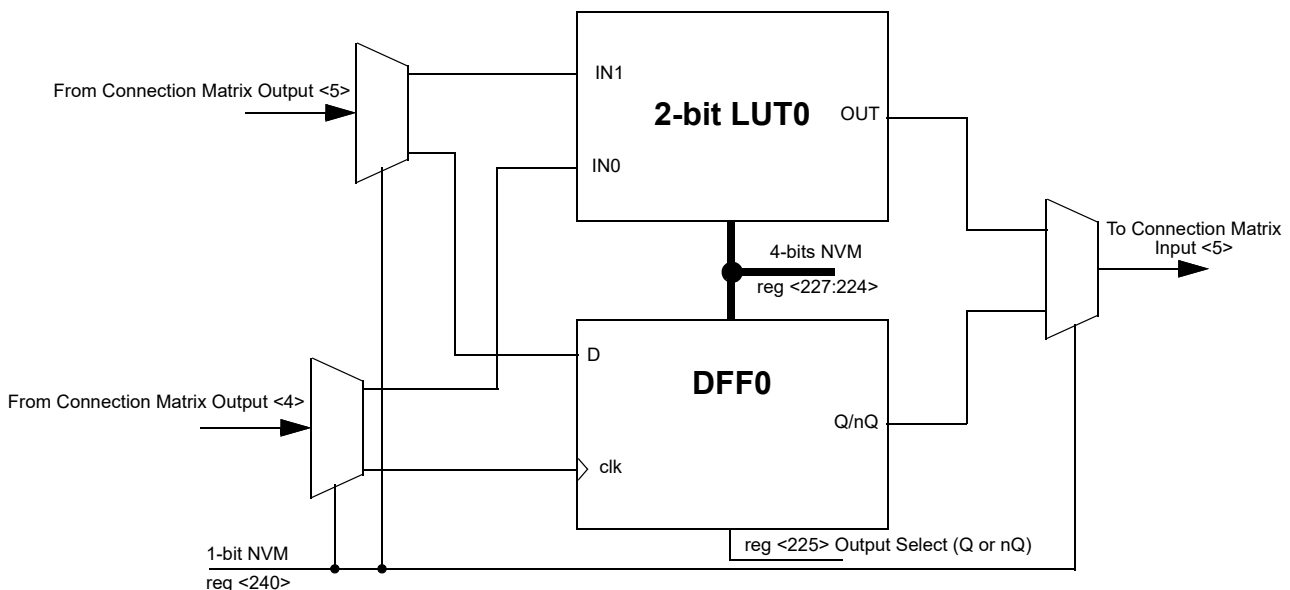 From Connection Matrix Output <5>
IN1
2-bit LUT0
OUT
IN0
To Connection Matrix
Input <5>
4-bits NVM
reg <227:224>
D
DFF0
From Connection Matrix Output <4>
Q/nQ
clk
reg <225> Output Select (Q or nQ)
1-bit NVM
reg <240>